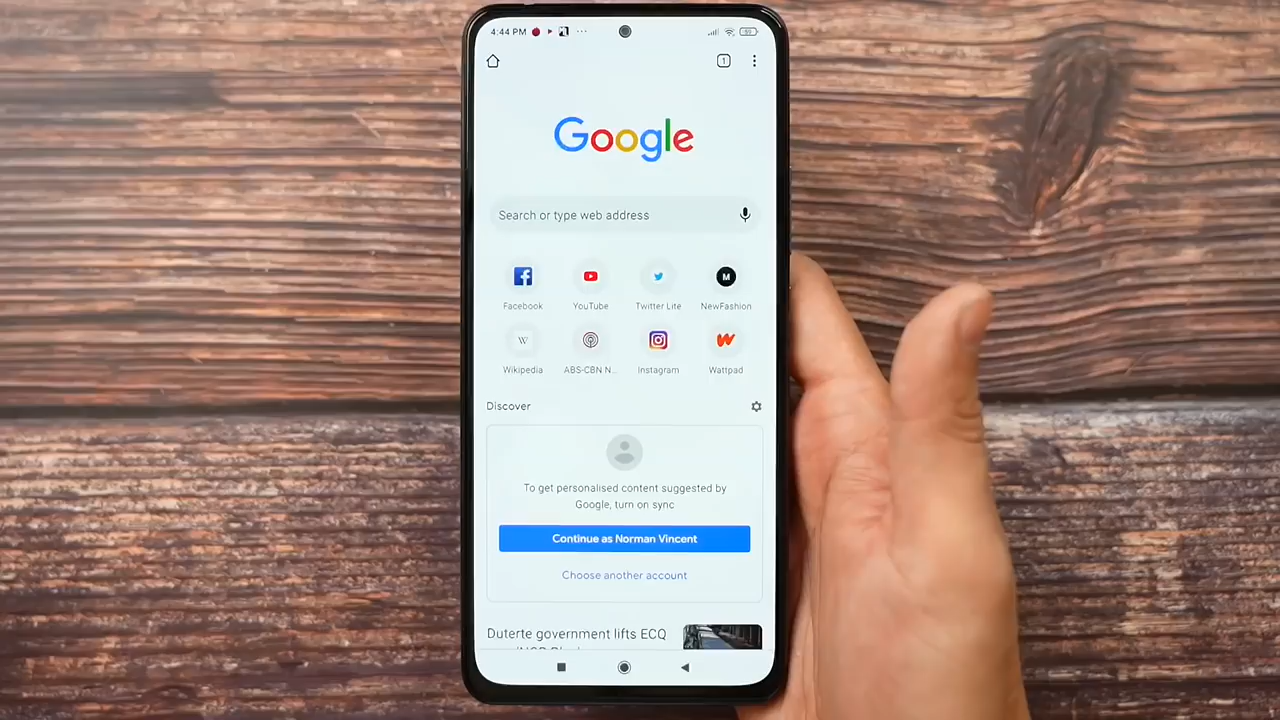 4:44 PM
1
Google
Search or type web address
Facebook
YouTube
Twitter Lite
NewFashion
Wikipedia
ABS-CBN N...
Instagram
Wattpad
Discover
To get personalised content suggested by
Google, turn on sync
Continue as Norman Vincent
Choose another account
Duterte government lifts ECQ